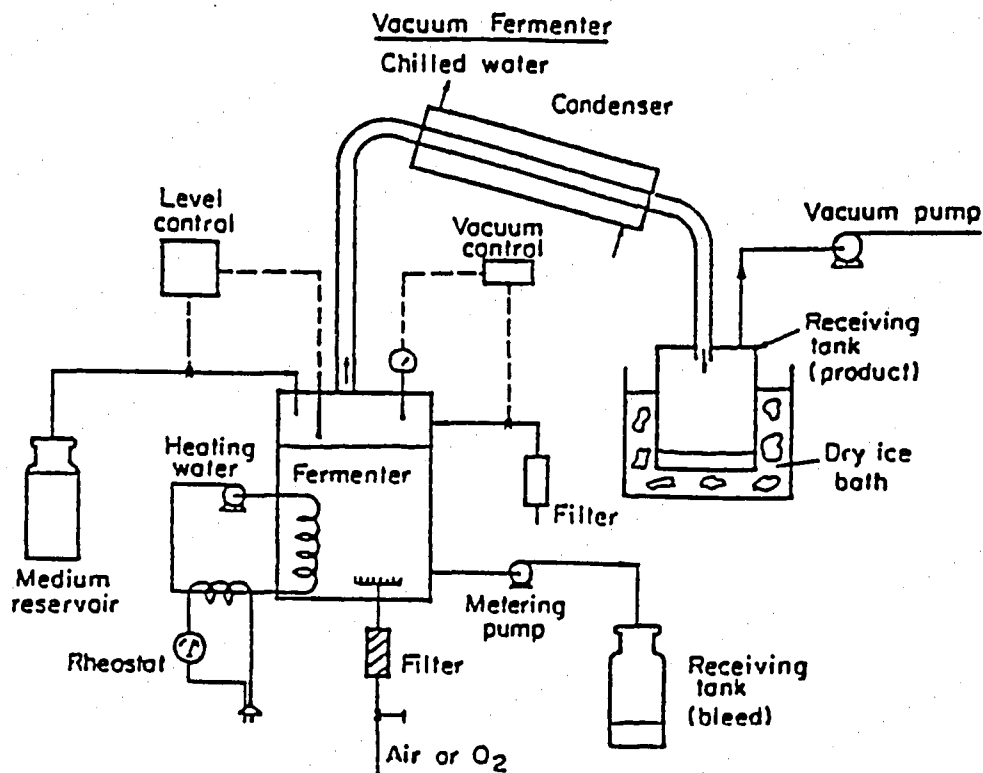 Vacuum Fermenter
Chilled water
Condenser
Level
control
Vacuum
control
Vacuum pump
Receiving
tank
(product)
Heating
water
Fermenter
Dry ice
bath
Filter
Medium
reservoir
Metering
pump
Rheostat
Filter
Receiving
tank
(bleed)
Air or O2